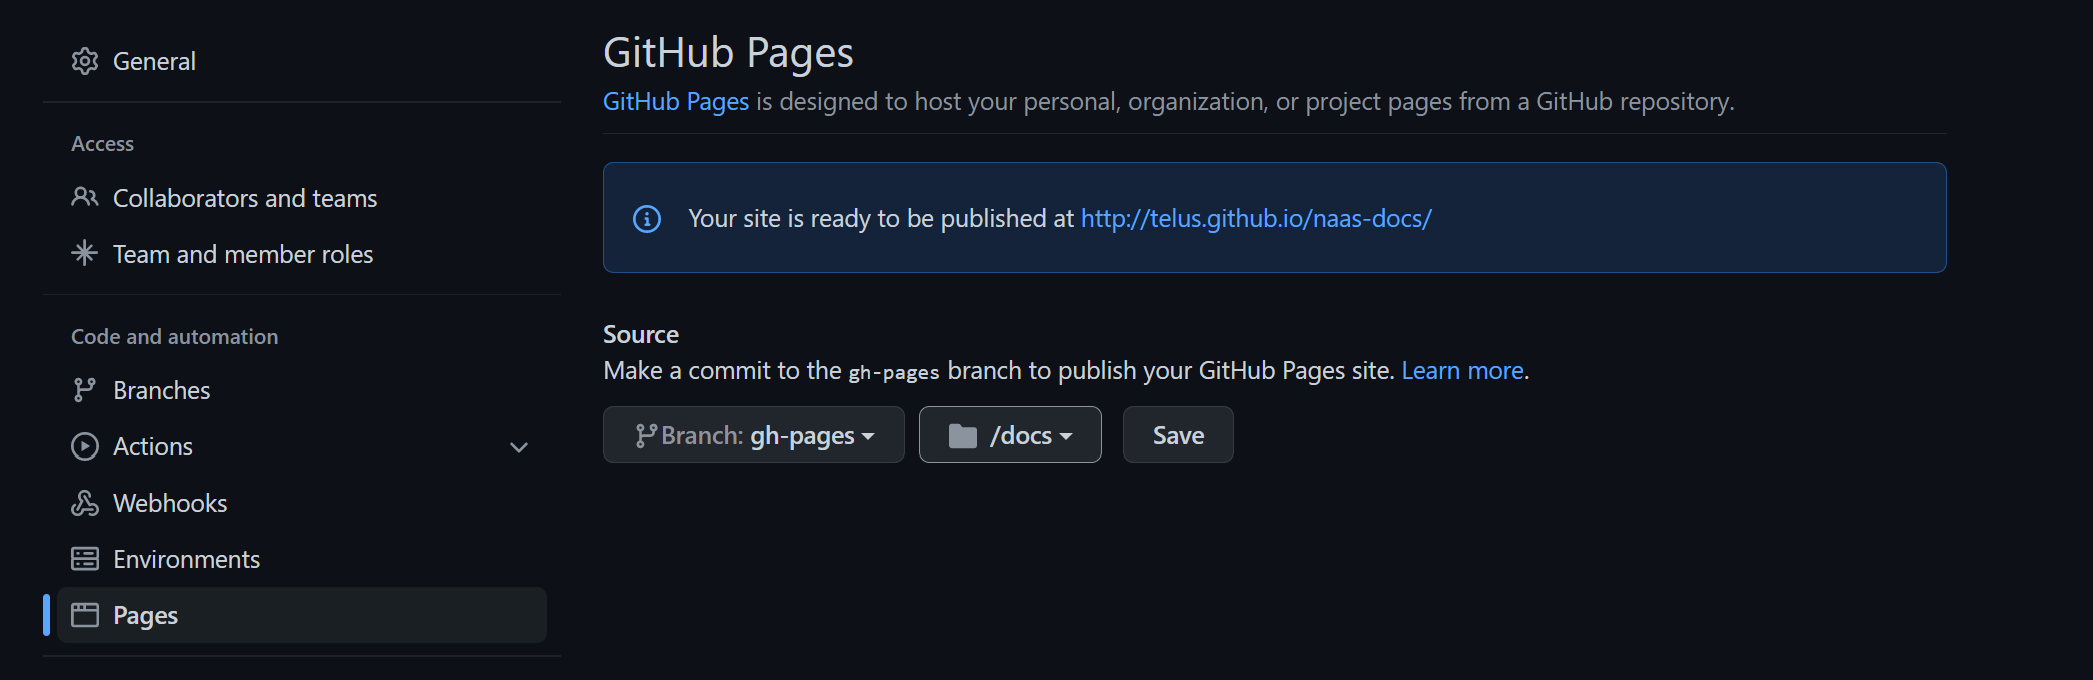 General
Access
Collaborators and teams
Team and member roles
Code and automation
Branches
Actions
Webhooks
Environments
Pages
GitHub Pages
GitHub Pages is designed to host your personal, organization, or project pages from a GitHub repository.
Your site is ready to be published at http://telus.github.io/naas-docs/
Source
Make a commit to the gh-pages branch to publish your GitHub Pages site. Learn more.
Branch: gh-pages /docs Save